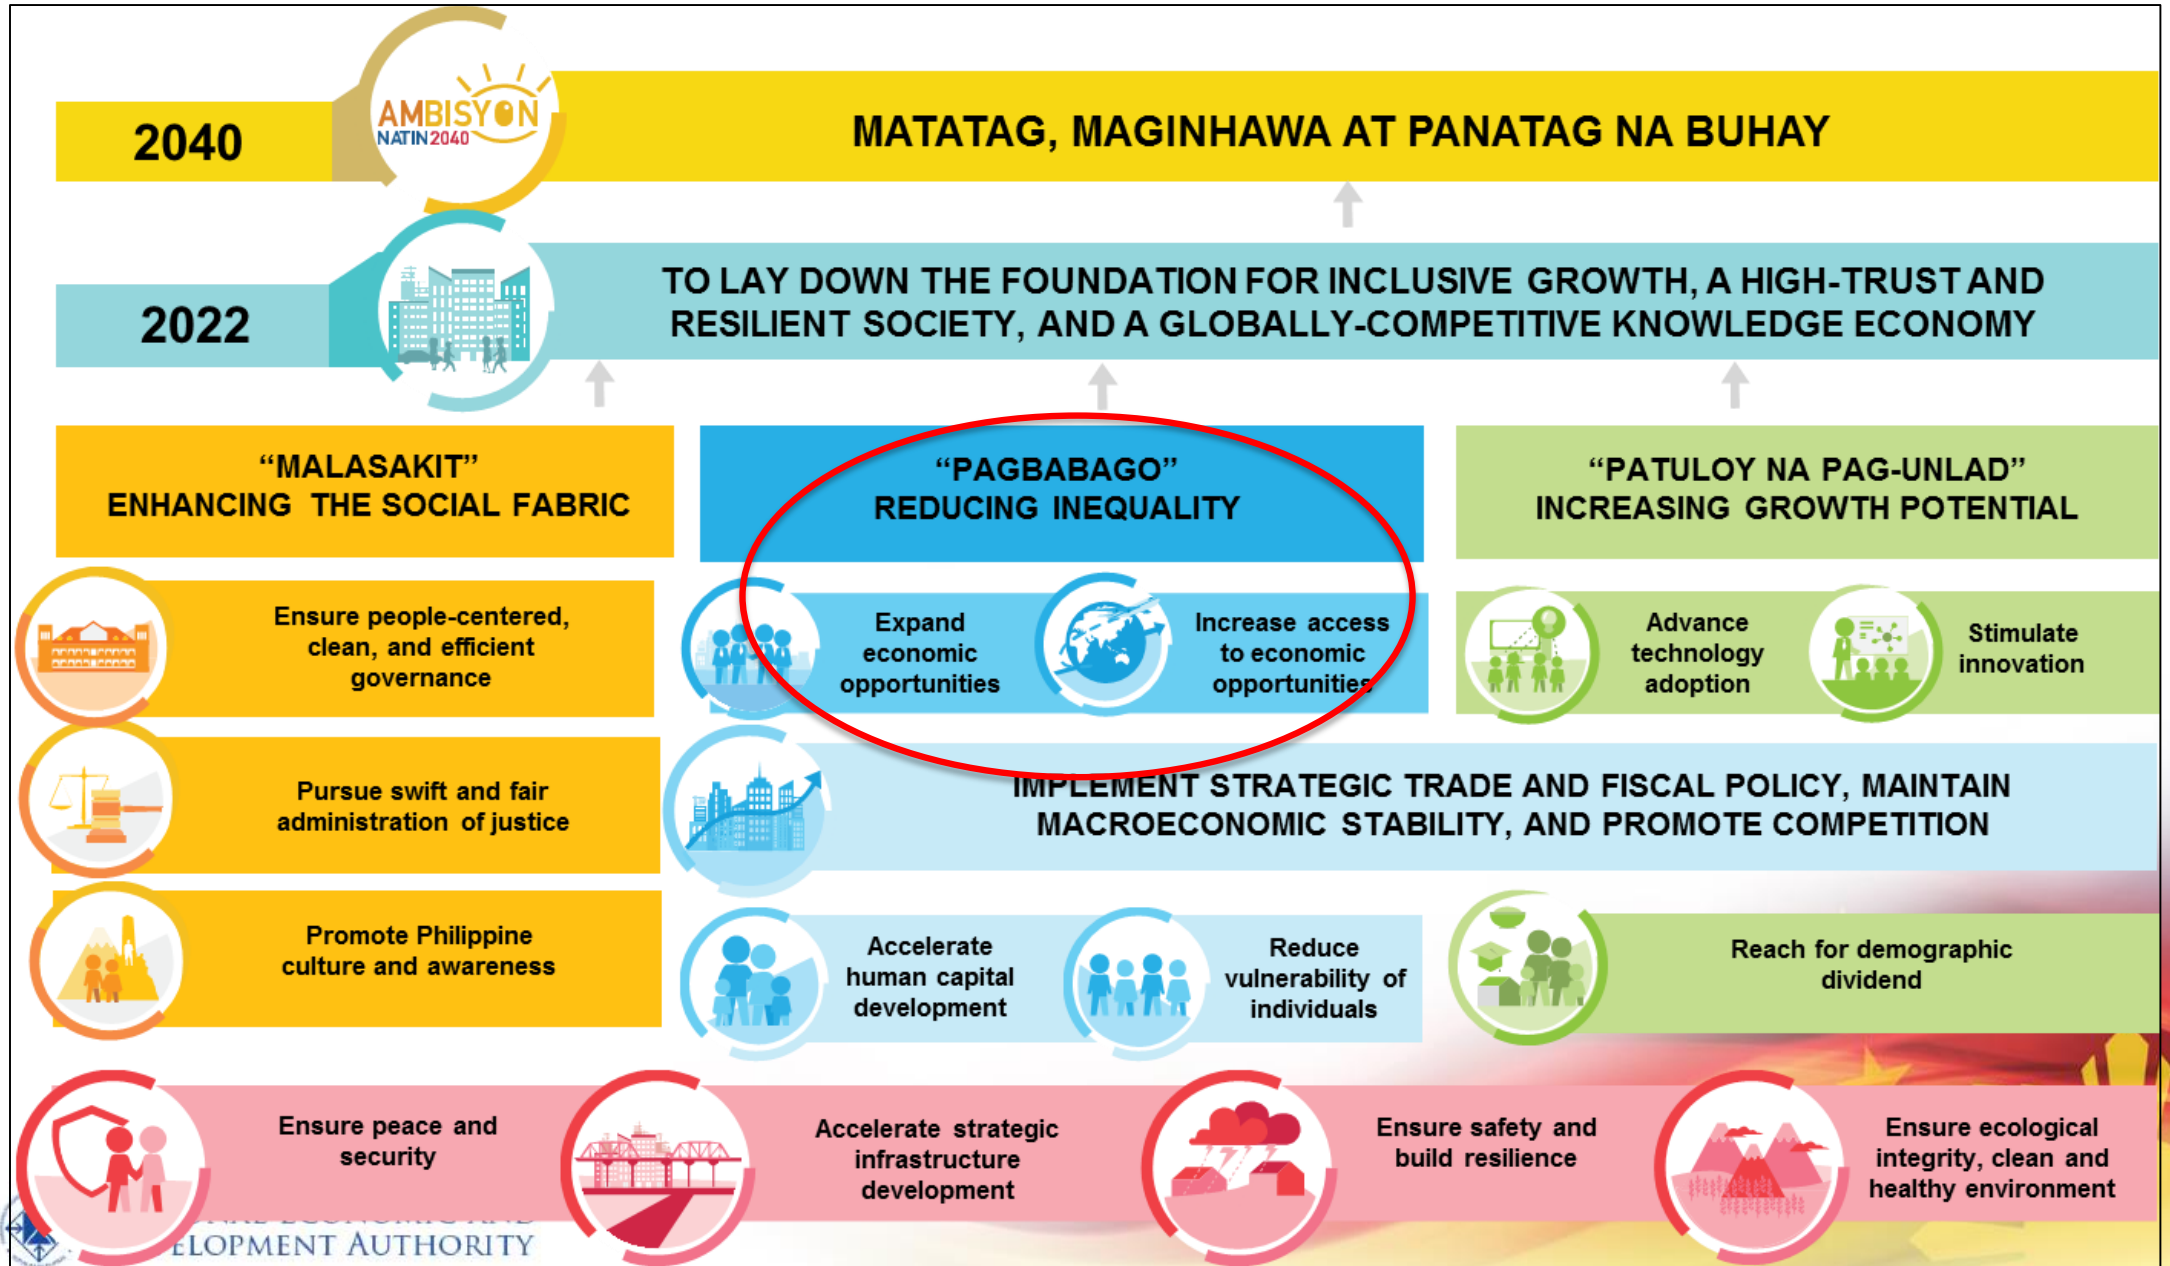 2040
AMBISYON
NATIN 2040
MATATAG, MAGINHAWA AT PANATAG NA BUHAY
2022
TO LAY DOWN THE FOUNDATION FOR INCLUSIVE GROWTH, A HIGH-TRUST AND
RESILIENT SOCIETY, AND A GLOBALLY-COMPETITIVE KNOWLEDGE ECONOMY
“MALASAKIT”
ENHANCING THE SOCIAL FABRIC
Ensure people-centered,
clean, and efficient
governance
Pursue swift and fair
administration of justice
Promote Philippine
culture and awareness
“PAGBABAGO”
REDUCING INEQUALITY
Expand
economic
opportunities
Increase access
to economic
opportunities
“PATULOY NA PAG-UNLAD”
INCREASING GROWTH POTENTIAL
Advance
technology
adoption
Stimulate
innovation
IMPLEMENT STRATEGIC TRADE AND FISCAL POLICY, MAINTAIN
MACROECONOMIC STABILITY, AND PROMOTE COMPETITION
Accelerate
human capital
development
Reduce
vulnerability of
individuals
Reach for demographic
dividend
Ensure peace and
security
Accelerate strategic
infrastructure
development
Ensure safety and
build resilience
Ensure ecological
integrity, clean and
healthy environment
ONAL ECONOMIC AND
ELOPMENT AUTHORITY